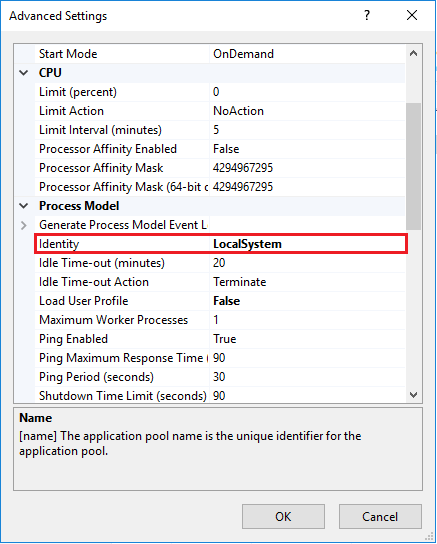 Advanced Settings
Start Mode OnDemand
CPU
Limit (percent) 0
Limit Action NoAction
Limit Interval (minutes) 5
Processor Affinity Enabled False
Processor Affinity Mask 4294967295
Processor Affinity Mask (64-bit c 4294967295
Process Model
Generate Process Model Event L
Identity LocalSystem
Idle Time-out (minutes) 20
Idle Time-out Action Terminate
Load User Profile False
Maximum Worker Processes 1
Ping Enabled True
Ping Maximum Response Time ( 90
Ping Period (seconds) 30
Shutdown Time Limit (seconds) 90
Name
[name] The application pool name is the unique identifier for the
application pool.
OK Cancel